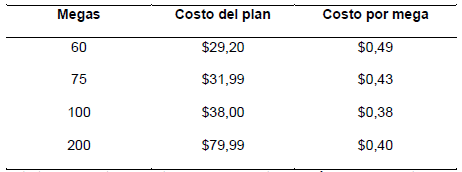 Megas Costo del plan Costo por mega
60 $29,20 $0,49
75 $31,99 $0,43
100 $38,00 $0,38
200 $79,99 $0,40